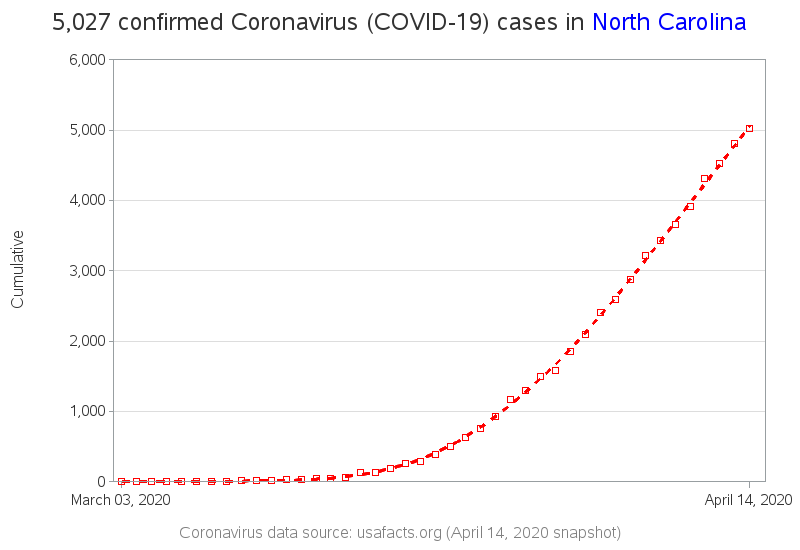 5,027 confirmed Coronavirus (COVID-19) cases in North Carolina
6,000
5,000
4,000
3,000
2,000
1,000
0
Cumulative
March 03, 2020
April 14, 2020
Coronavirus data source: usafacts.org (April 14, 2020 snapshot)